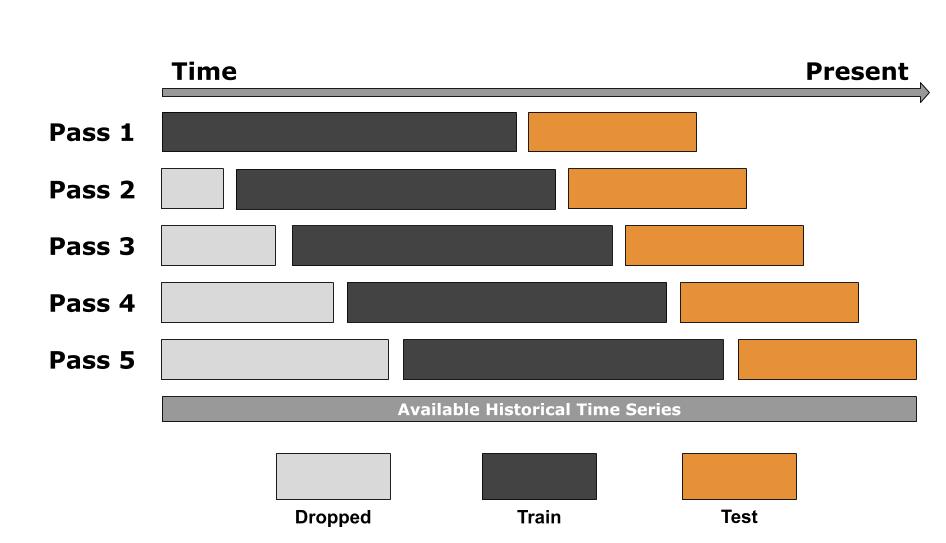 Time Present
Pass 1
Pass 2
Pass 3
Pass 4
Pass 5
Available Historical Time Series
Dropped Train Test